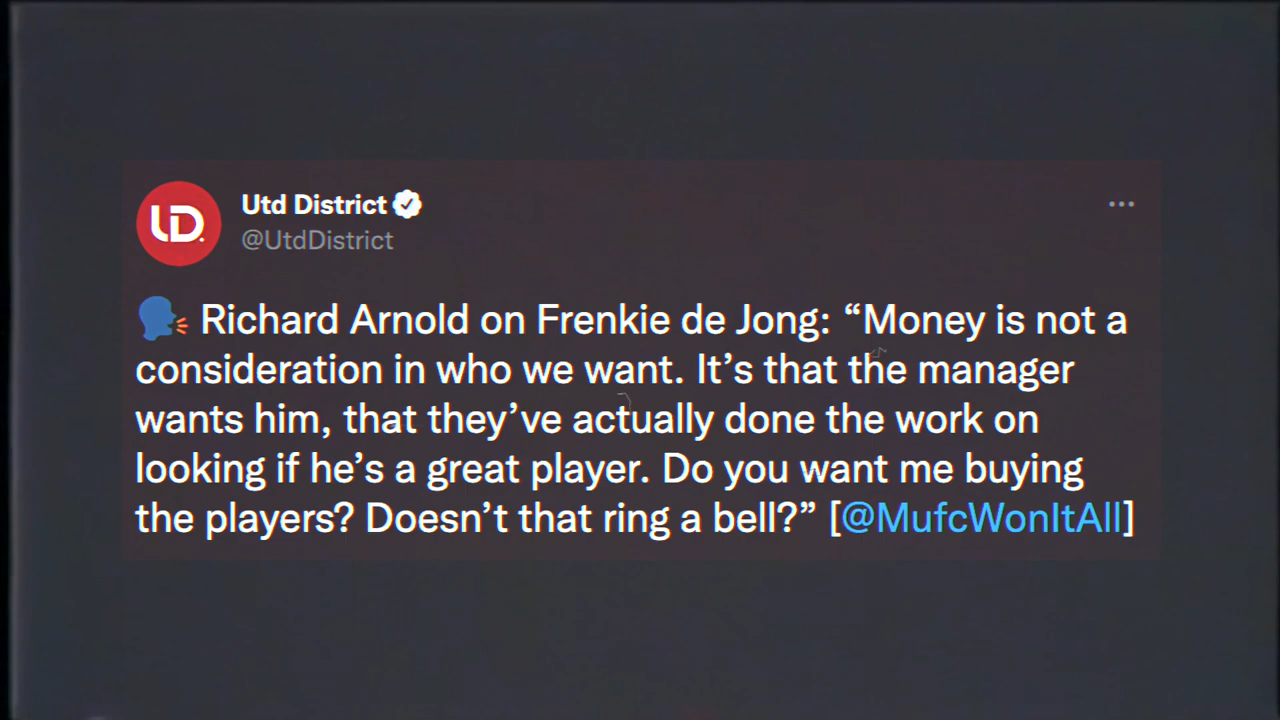 UD.
Utd District
@UtdDistrict
Richard Arnold on Frenkie de Jong: “Money is not a
consideration in who we want. It’s that the manager
wants him, that they’ve actually done the work on
looking if he’s a great player. Do you want me buying
the players? Doesn’t that ring a bell?” [@MufcWonItAll]